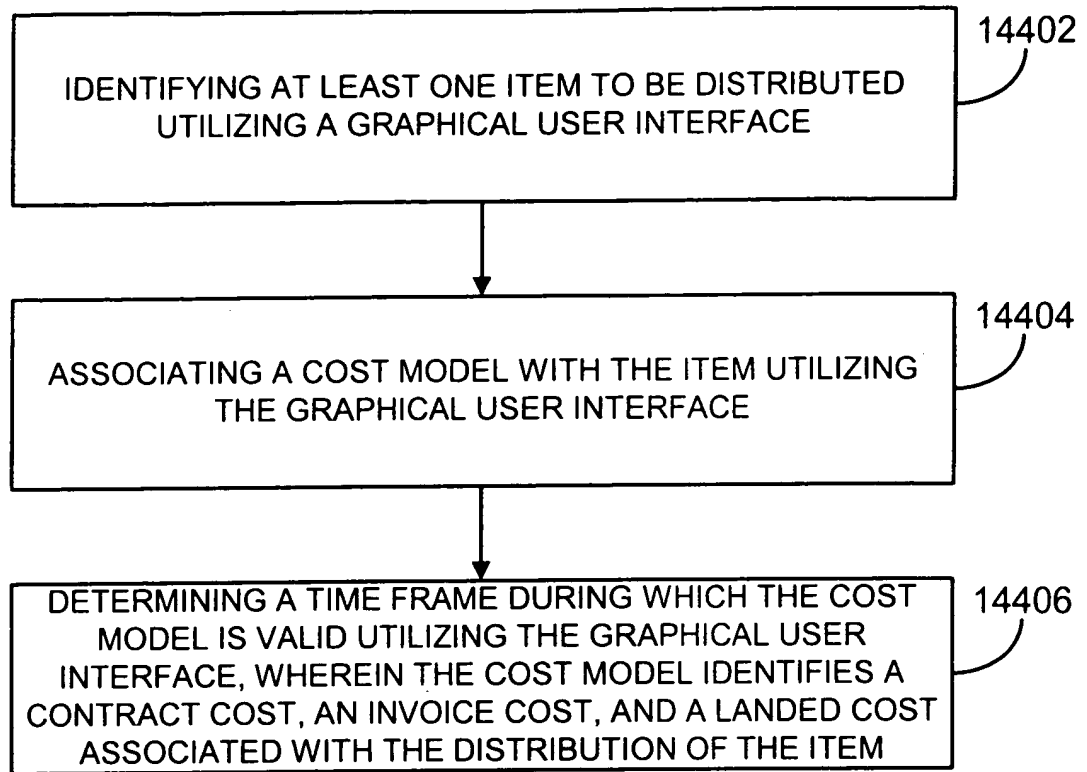 14402
IDENTIFYING AT LEAST ONE ITEM TO BE DISTRIBUTED
UTILIZING A GRAPHICAL USER INTERFACE
14404
ASSOCIATING A COST MODEL WITH THE ITEM UTILIZING
THE GRAPHICAL USER INTERFACE
14406
DETERMINING A TIME FRAME DURING WHICH THE COST
MODEL IS VALID UTILIZING THE GRAPHICAL USER
INTERFACE, WHEREIN THE COST MODEL IDENTIFIES A
CONTRACT COST, AN INVOICE COST, AND A LANDED COST
ASSOCIATED WITH THE DISTRIBUTION OF THE ITEM